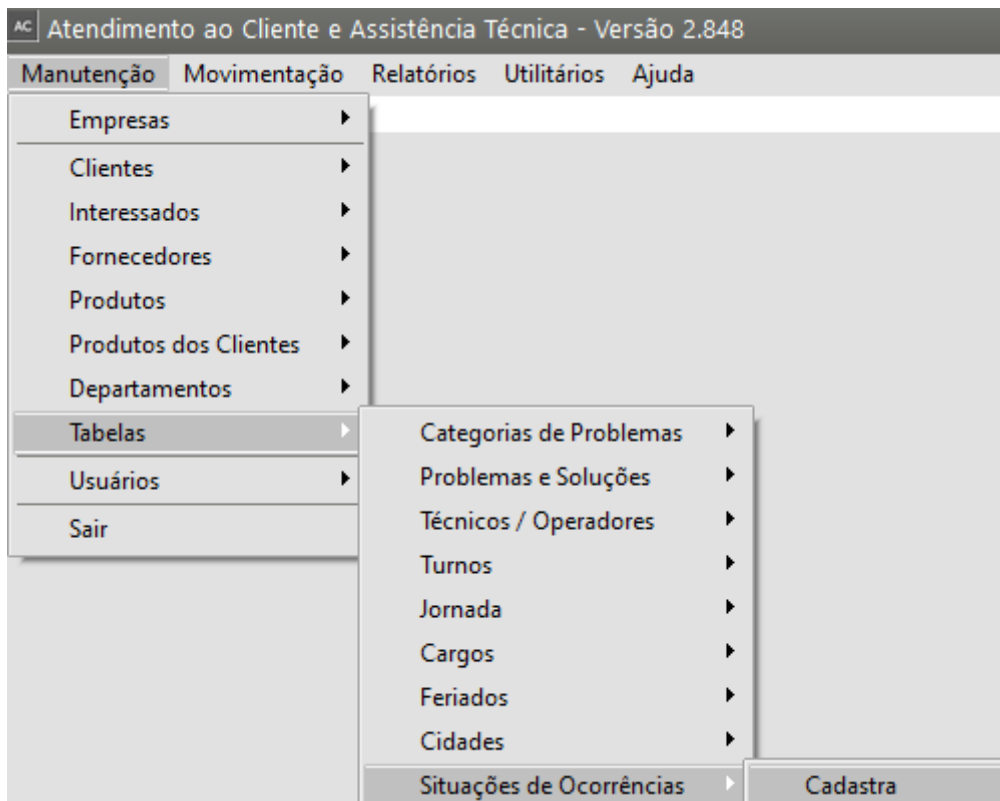 AC Atendimento ao Cliente e Assistência Técnica - Versão 2.848
Manutenção Movimentação Relatórios Utilitários Ajuda
Empresas
Clientes
Interessados
Fornecedores
Produtos
Produtos dos Clientes
Departamentos
Tabelas
Usuários
Sair
Categorias de Problemas
Problemas e Soluções
Técnicos / Operadores
Turnos
Jornada
Cargos
Feriados
Cidades
Situações de Ocorrências
Cadastra